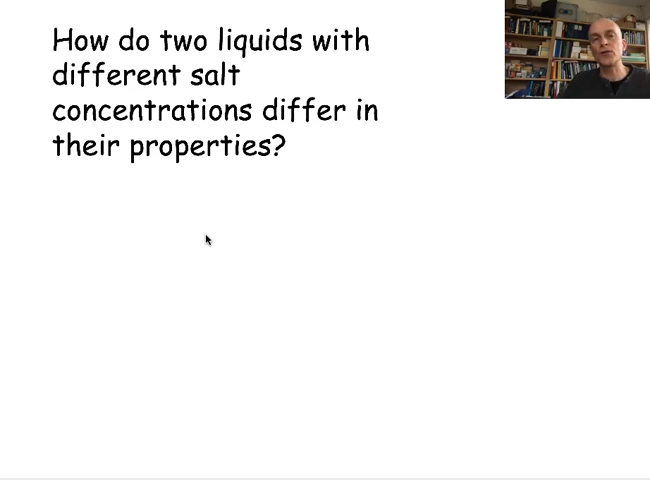 How do two liquids with
different salt
concentrations differ in
their properties?